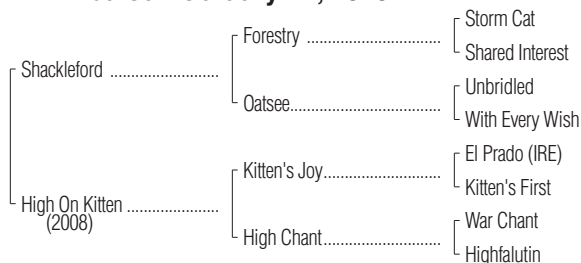 Storm Cat
Forestry
Shared Interest
Shackleford
Unbridled
Oatsee
With Every Wish
El Prado (IRE)
Kitten's Joy
Kitten's First
High On Kitten
(2008)
War Chant
High Chant
Highfalutin